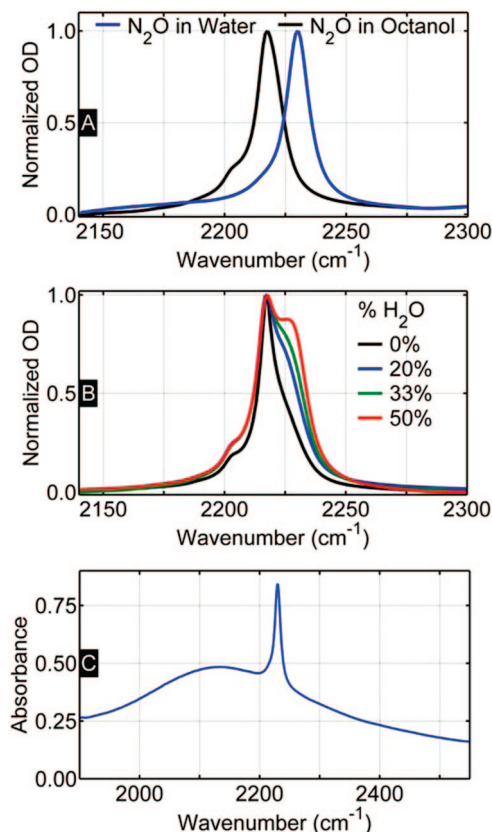 N₂O in Water N₂O in Octanol
1.0
0.5
0.0
Normalized OD
A
2150 2200 2250 2300
Wavenumber (cm⁻¹)
% H₂O
0%
20%
33%
50%
1.0
0.5
0.0
Normalized OD
B
2150 2200 2250 2300
Wavenumber (cm⁻¹)
0.75
0.50
0.25
0.00
Absorbance
C
2000 2200 2400
Wavenumber (cm⁻¹)